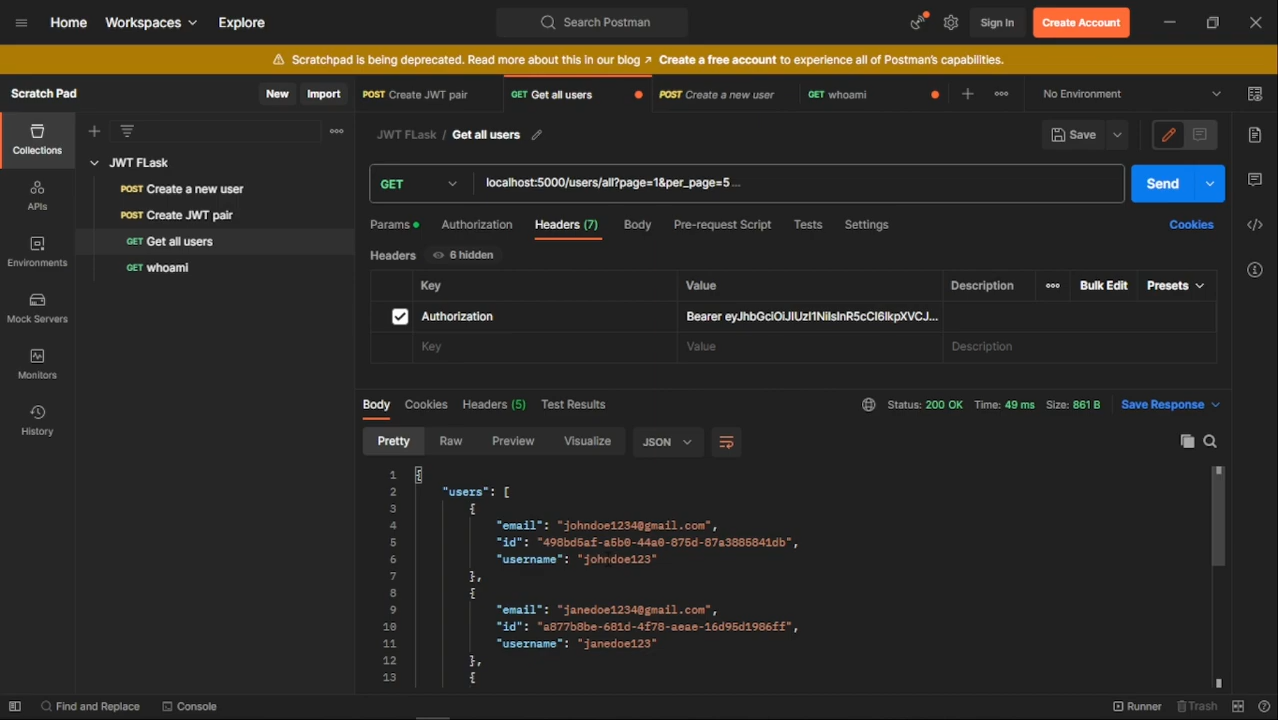 Home Workspaces Explore Search Postman Sign In Create Account
Scratchpad is being deprecated. Read more about this in our blog ↗ Create a free account to experience all of Postman's capabilities.
Scratch Pad New Import POST Create JWT pair GET Get all users POST Create a new user GET whoami No Environment
JWT FLask / Get all users Save
Collections
JWT FLask
POST Create a new user
POST Create JWT pair
GET Get all users
GET whoami
APIs
Environments
Mock Servers
Monitors
History
GET localhost:5000/users/all?page=1&per_page=5 ... Send
Params Authorization Headers (7) Body Pre-request Script Tests Settings Cookies
Headers 6 hidden
Key Value Description Bulk Edit Presets
Authorization Bearer eyJhbGciOiJIUzI1NiIsInR5cCI6IkpXVCJ...
Key Value Description
Body Cookies Headers (5) Test Results Status: 200 OK Time: 49 ms Size: 861 B Save Response
Pretty Raw Preview Visualize JSON
1 {
2 "users": [
3 {
4 "email": "johndoe1234@gmail.com",
5 "id": "498bd5af-a5b0-44a0-875d-87a3885841db",
6 "username": "johndoe123"
7 },
8 {
9 "email": "janedoe1234@gmail.com",
10 "id": "a877b8be-681d-4f78-aeae-16d95d1986ff",
11 "username": "janedoe123"
12 },
13 {
Find and Replace Console Runner Trash